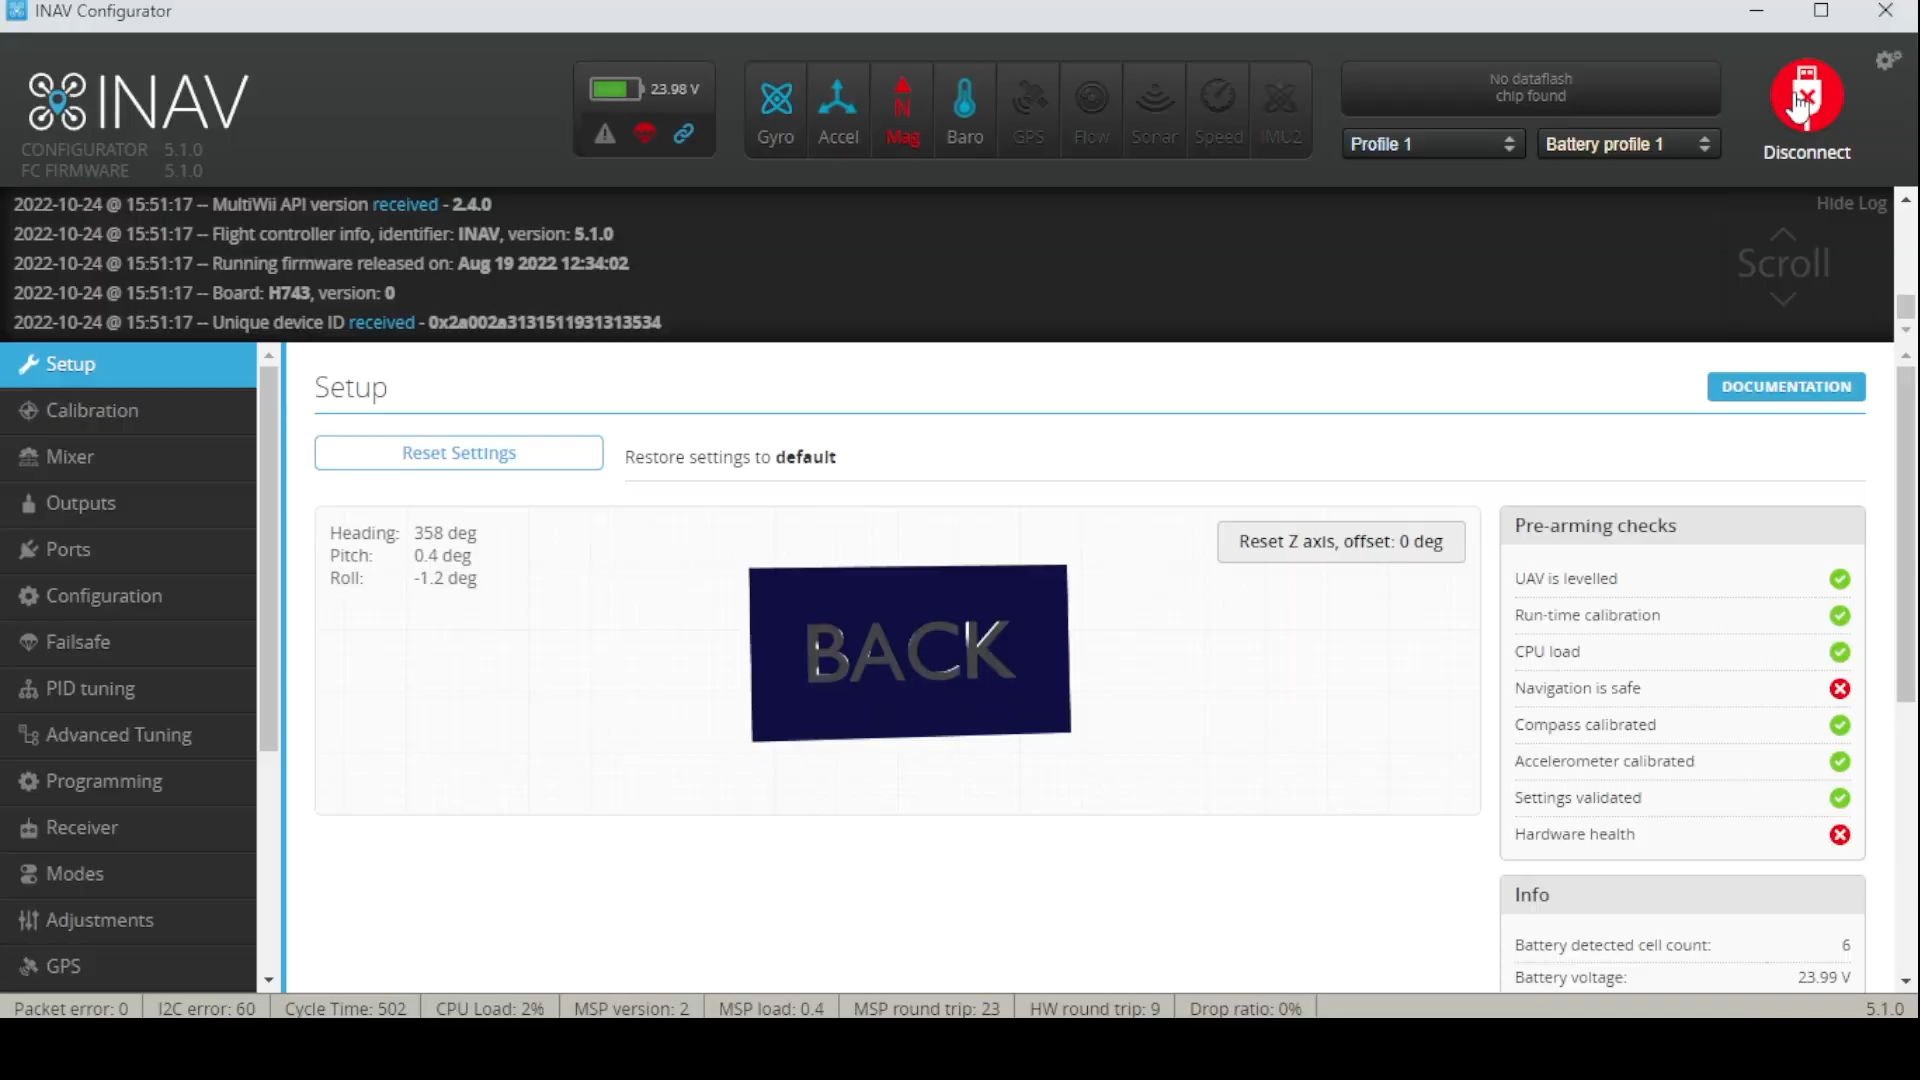 INAV Configurator
INAV
CONFIGURATOR 5.1.0
FC FIRMWARE 5.1.0
23.98 V
Gyro
Accel
N
Mag
Baro
GPS
Flow
Sonar
Speed
IMU2
No dataflash
chip found
Profile 1
Battery profile 1
Disconnect
2022-10-24 @ 15:51:17 -- MultiWii API version received - 2.4.0
2022-10-24 @ 15:51:17 -- Flight controller info, identifier: INAV, version: 5.1.0
2022-10-24 @ 15:51:17 -- Running firmware released on: Aug 19 2022 12:34:02
2022-10-24 @ 15:51:17 -- Board: H743, version: 0
2022-10-24 @ 15:51:17 -- Unique device ID received - 0x2a002a3131511931313534
Hide Log
Scroll
Setup
Calibration
Mixer
Outputs
Ports
Configuration
Failsafe
PID tuning
Advanced Tuning
Programming
Receiver
Modes
Adjustments
GPS
Setup
DOCUMENTATION
Reset Settings
Restore settings to default
Heading: 358 deg
Pitch: 0.4 deg
Roll: -1.2 deg
Reset Z axis, offset: 0 deg
BACK
Pre-arming checks
UAV is levelled
Run-time calibration
CPU load
Navigation is safe
Compass calibrated
Accelerometer calibrated
Settings validated
Hardware health
Info
Battery detected cell count: 6
Battery voltage: 23.99 V
Packet error: 0
I2C error: 60
Cycle Time: 502
CPU Load: 2%
MSP version: 2
MSP load: 0.4
MSP round trip: 23
HW round trip: 9
Drop ratio: 0%
5.1.0